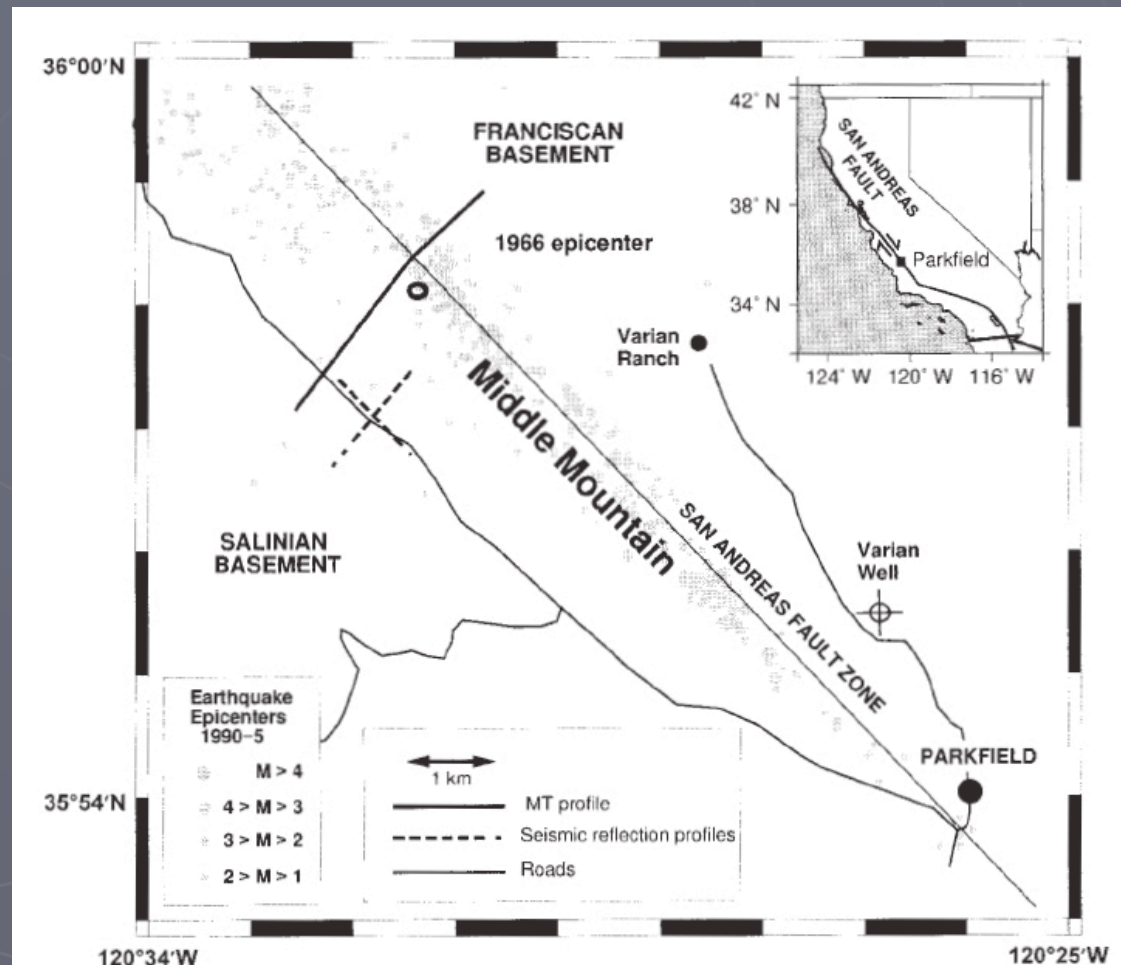 36°00'N
FRANCISCAN
BASEMENT
1966 epicenter
42° N
38° N
34° N
SAN ANDREAS
FAULT
Parkfield
124° W 120° W 116° W
Varian
Ranch
Middle Mountain
SAN ANDREAS FAULT ZONE
Varian
Well
SALINIAN
BASEMENT
PARKFIELD
Earthquake
Epicenters
1990-5
M > 4
4 > M > 3
3 > M > 2
2 > M > 1
1 km
MT profile
Seismic reflection profiles
Roads
35°54'N
120°34'W
120°25'W